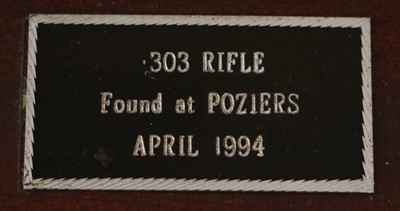 .303 RIFLE
Found at POZIERS
APRIL 1994